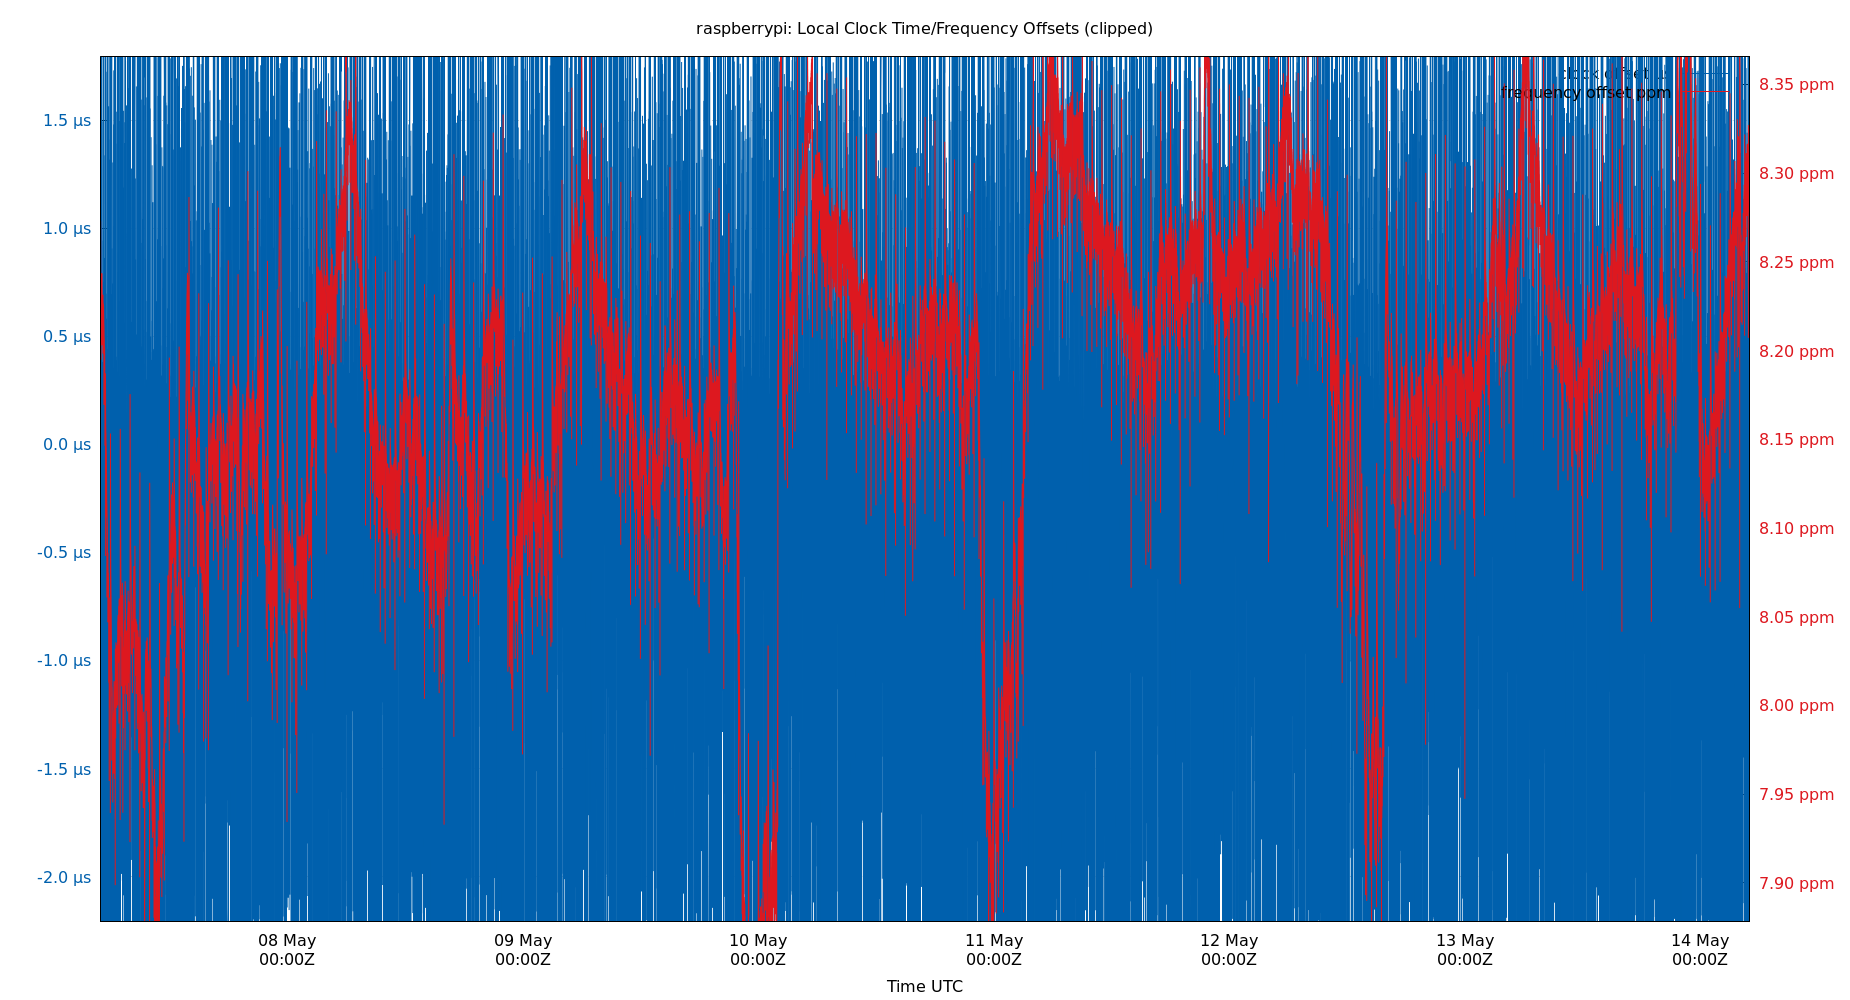 raspberrypi: Local Clock Time/Frequency Offsets (clipped)
clock offset µs
frequency offset ppm
1.5 µs
1.0 µs
0.5 µs
0.0 µs
-0.5 µs
-1.0 µs
-1.5 µs
-2.0 µs
8.35 ppm
8.30 ppm
8.25 ppm
8.20 ppm
8.15 ppm
8.10 ppm
8.05 ppm
8.00 ppm
7.95 ppm
7.90 ppm
08 May
00:00Z
09 May
00:00Z
10 May
00:00Z
11 May
00:00Z
12 May
00:00Z
13 May
00:00Z
14 May
00:00Z
Time UTC